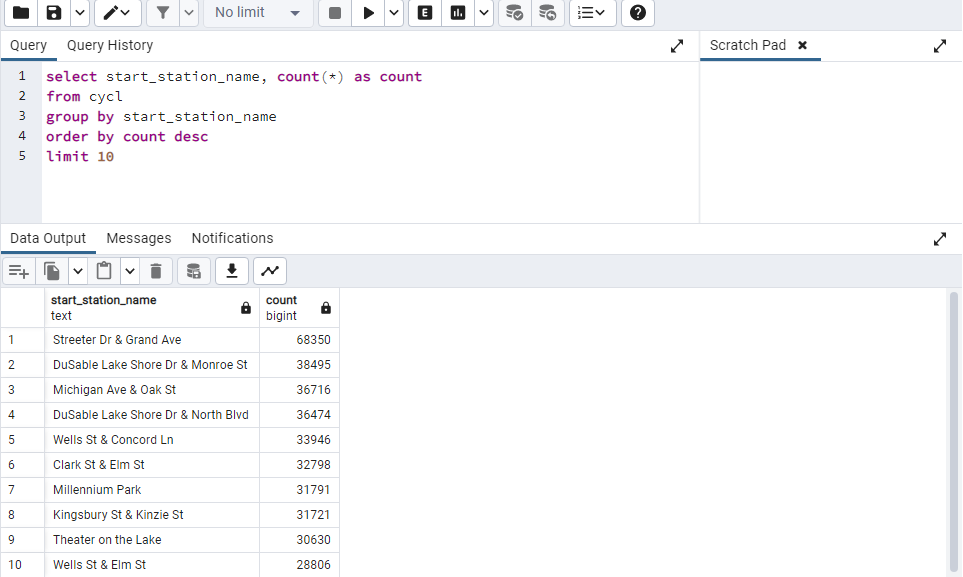 No limit
E
Query Query History
Scratch Pad
1 select start_station_name, count(*) as count
2 from cycl
3 group by start_station_name
4 order by count desc
5 limit 10
Data Output Messages Notifications
start_station_name count
text bigint
1 Streeter Dr & Grand Ave 68350
2 DuSable Lake Shore Dr & Monroe St 38495
3 Michigan Ave & Oak St 36716
4 DuSable Lake Shore Dr & North Blvd 36474
5 Wells St & Concord Ln 33946
6 Clark St & Elm St 32798
7 Millennium Park 31791
8 Kingsbury St & Kinzie St 31721
9 Theater on the Lake 30630
10 Wells St & Elm St 28806